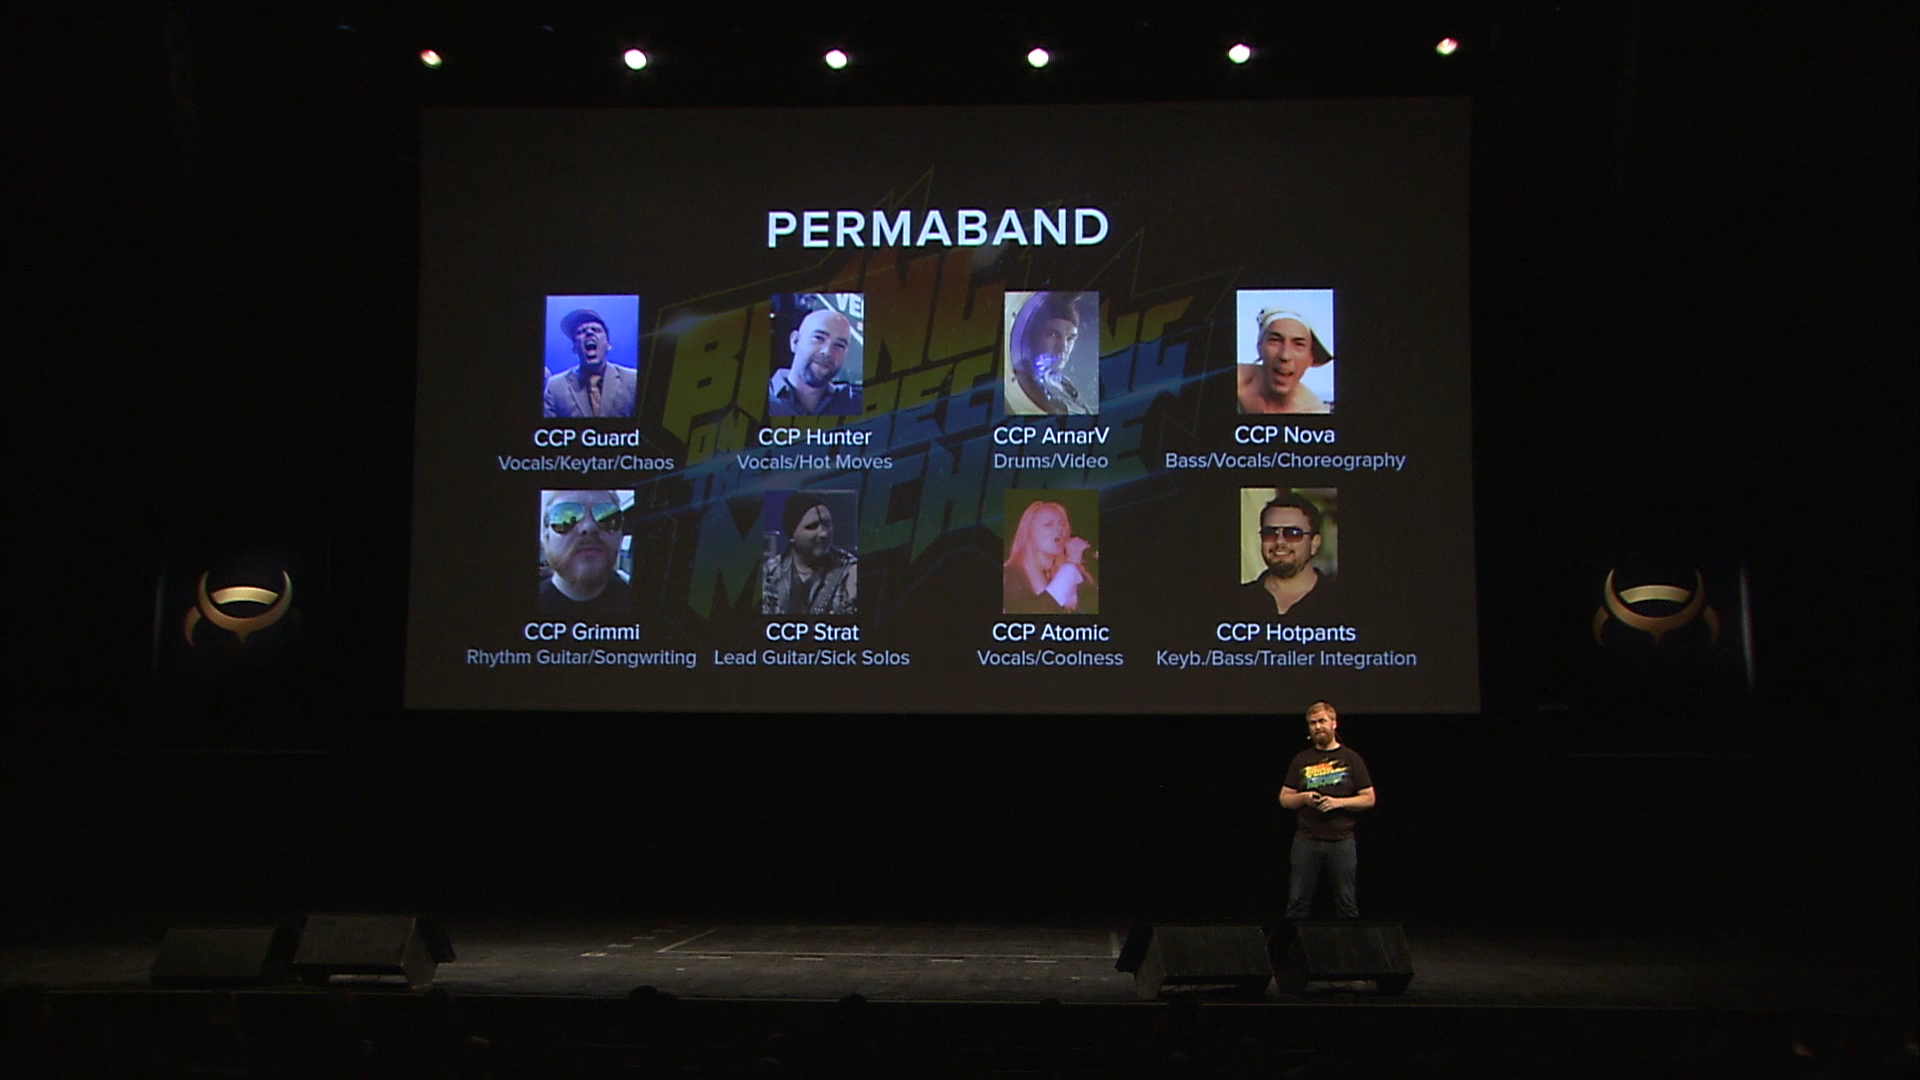 PERMABAND
VE
CCP Guard
Vocals/Keytar/Chaos
CCP Hunter
Vocals/Hot Moves
CCP ArnarV
Drums/Video
CCP Nova
Bass/Vocals/Choreography
CCP Grimmi
Rhythm Guitar/Songwriting
CCP Strat
Lead Guitar/Sick Solos
CCP Atomic
Vocals/Coolness
CCP Hotpants
Keyb./Bass/Trailer Integration